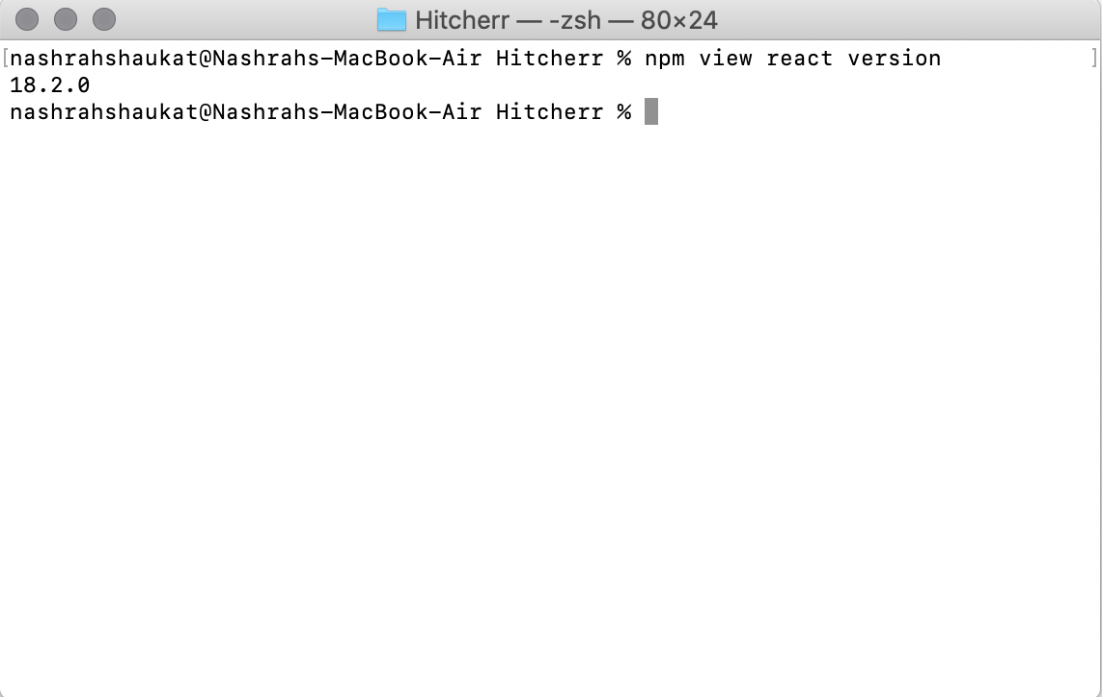 Hitcherr — -zsh — 80×24
[nashrahshaukat@Nashrahs-MacBook-Air Hitcherr % npm view react version ]
18.2.0
nashrahshaukat@Nashrahs-MacBook-Air Hitcherr %